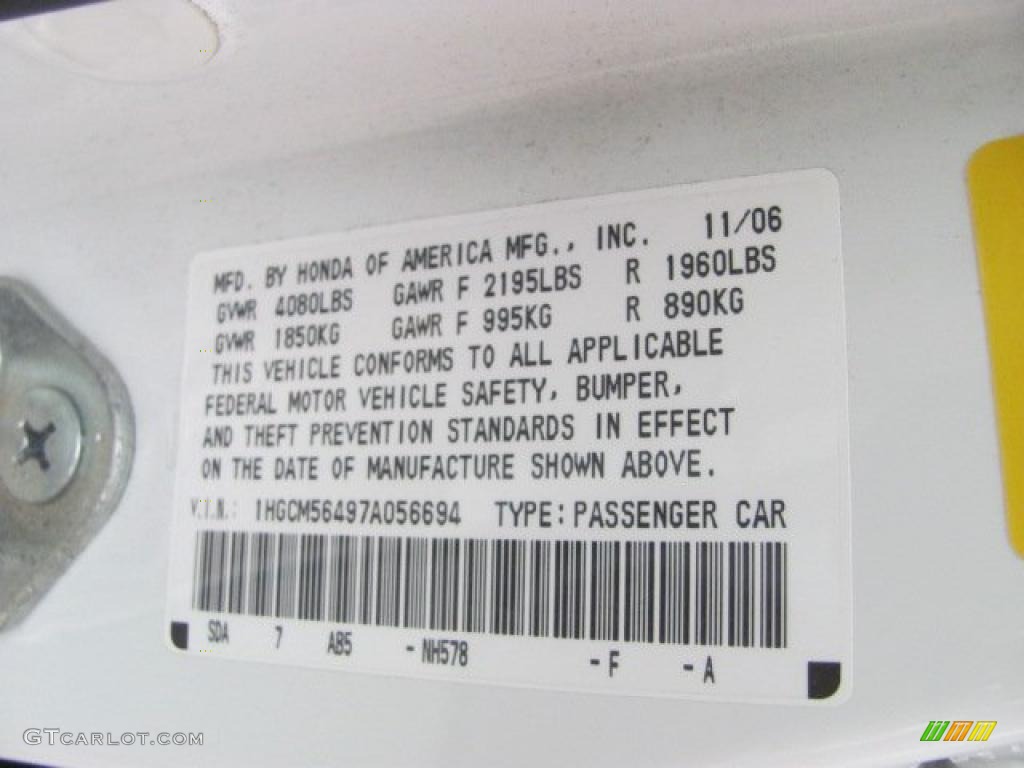 MFD. BY HONDA OF AMERICA MFG., INC. 11/06
GVWR 4080LBS GAWR F 2195LBS R 1960LBS
GVWR 1850KG GAWR F 995KG R 890KG
THIS VEHICLE CONFORMS TO ALL APPLICABLE
FEDERAL MOTOR VEHICLE SAFETY, BUMPER,
AND THEFT PREVENTION STANDARDS IN EFFECT
ON THE DATE OF MANUFACTURE SHOWN ABOVE.
V.I.N.: 1HGCM56497A056694 TYPE: PASSENGER CAR
SDA 7 AB5 -NH578 -F -A
GTCARLOT.COM